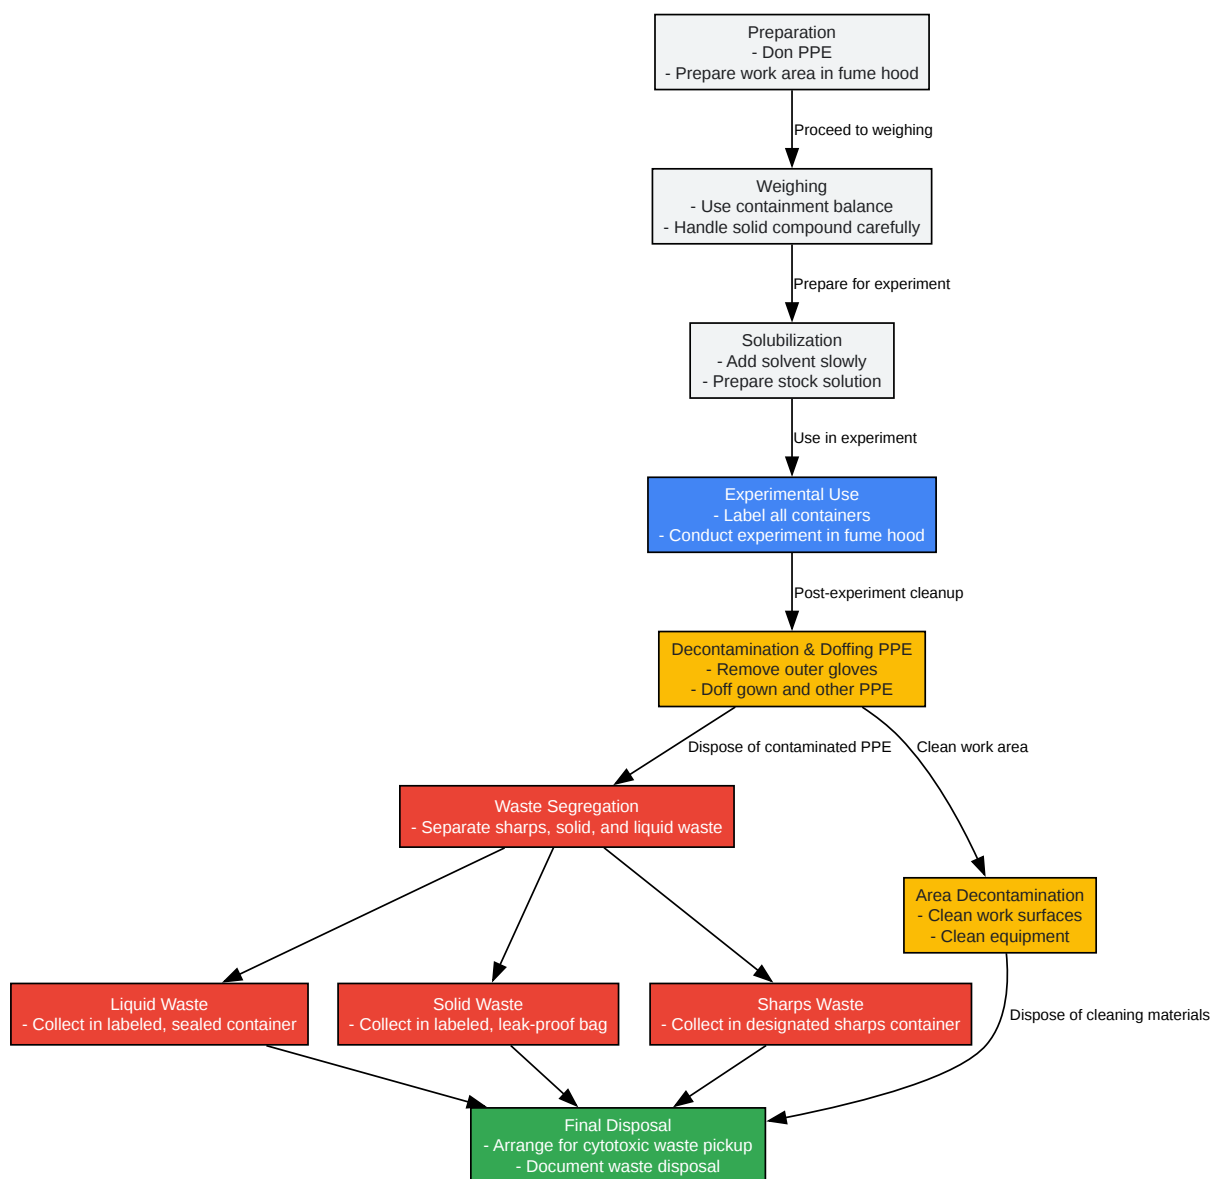 Preparation
- Don PPE
- Prepare work area in fume hood
Proceed to weighing
Weighing
- Use containment balance
- Handle solid compound carefully
Prepare for experiment
Solubilization
- Add solvent slowly
- Prepare stock solution
Use in experiment
Experimental Use
- Label all containers
- Conduct experiment in fume hood
Post-experiment cleanup
Decontamination & Doffing PPE
- Remove outer gloves
- Doff gown and other PPE
Dispose of contaminated PPE
Clean work area
Waste Segregation
- Separate sharps, solid, and liquid waste
Area Decontamination
- Clean work surfaces
- Clean equipment
Liquid Waste
- Collect in labeled, sealed container
Solid Waste
- Collect in labeled, leak-proof bag
Sharps Waste
- Collect in designated sharps container
Dispose of cleaning materials
Final Disposal
- Arrange for cytotoxic waste pickup
- Document waste disposal